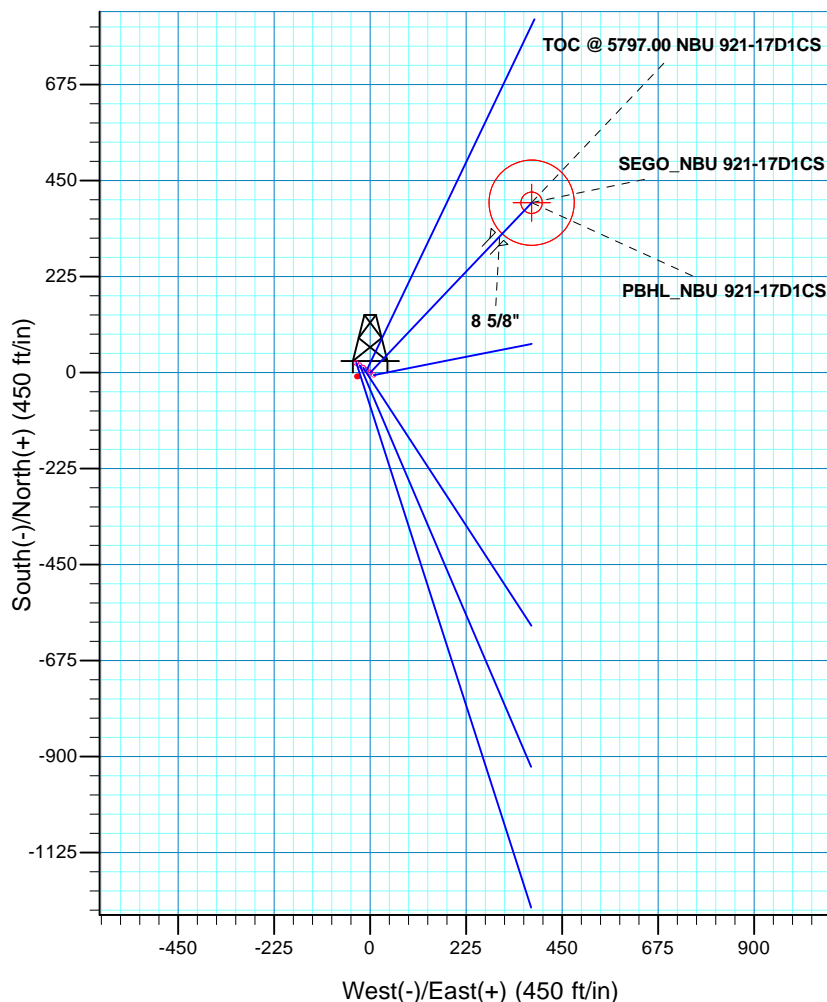 TOC @ 5797.00 NBU 921-17D1CS
SEGO_NBU 921-17D1CS
PBHL_NBU 921-17D1CS
8 5/8"
675
450
225
0
-225
-450
-675
-900
-1125
South(-)/North(+) (450 ft/in)
-450 -225 0 225 450 675 900
West(-)/East(+) (450 ft/in)